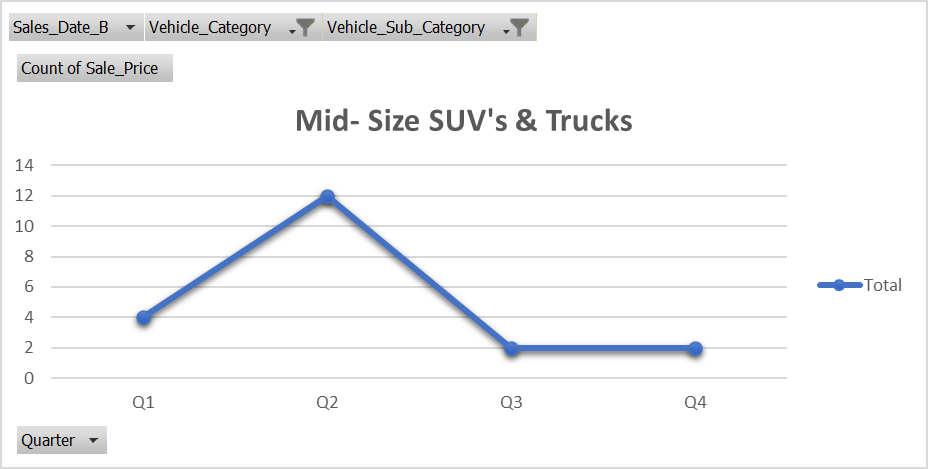 Sales_Date_B Vehicle_Category Vehicle_Sub_Category
Count of Sale_Price
Mid- Size SUV's & Trucks
14
12
10
8
6
4
2
0
Q1 Q2 Q3 Q4
Total
Quarter